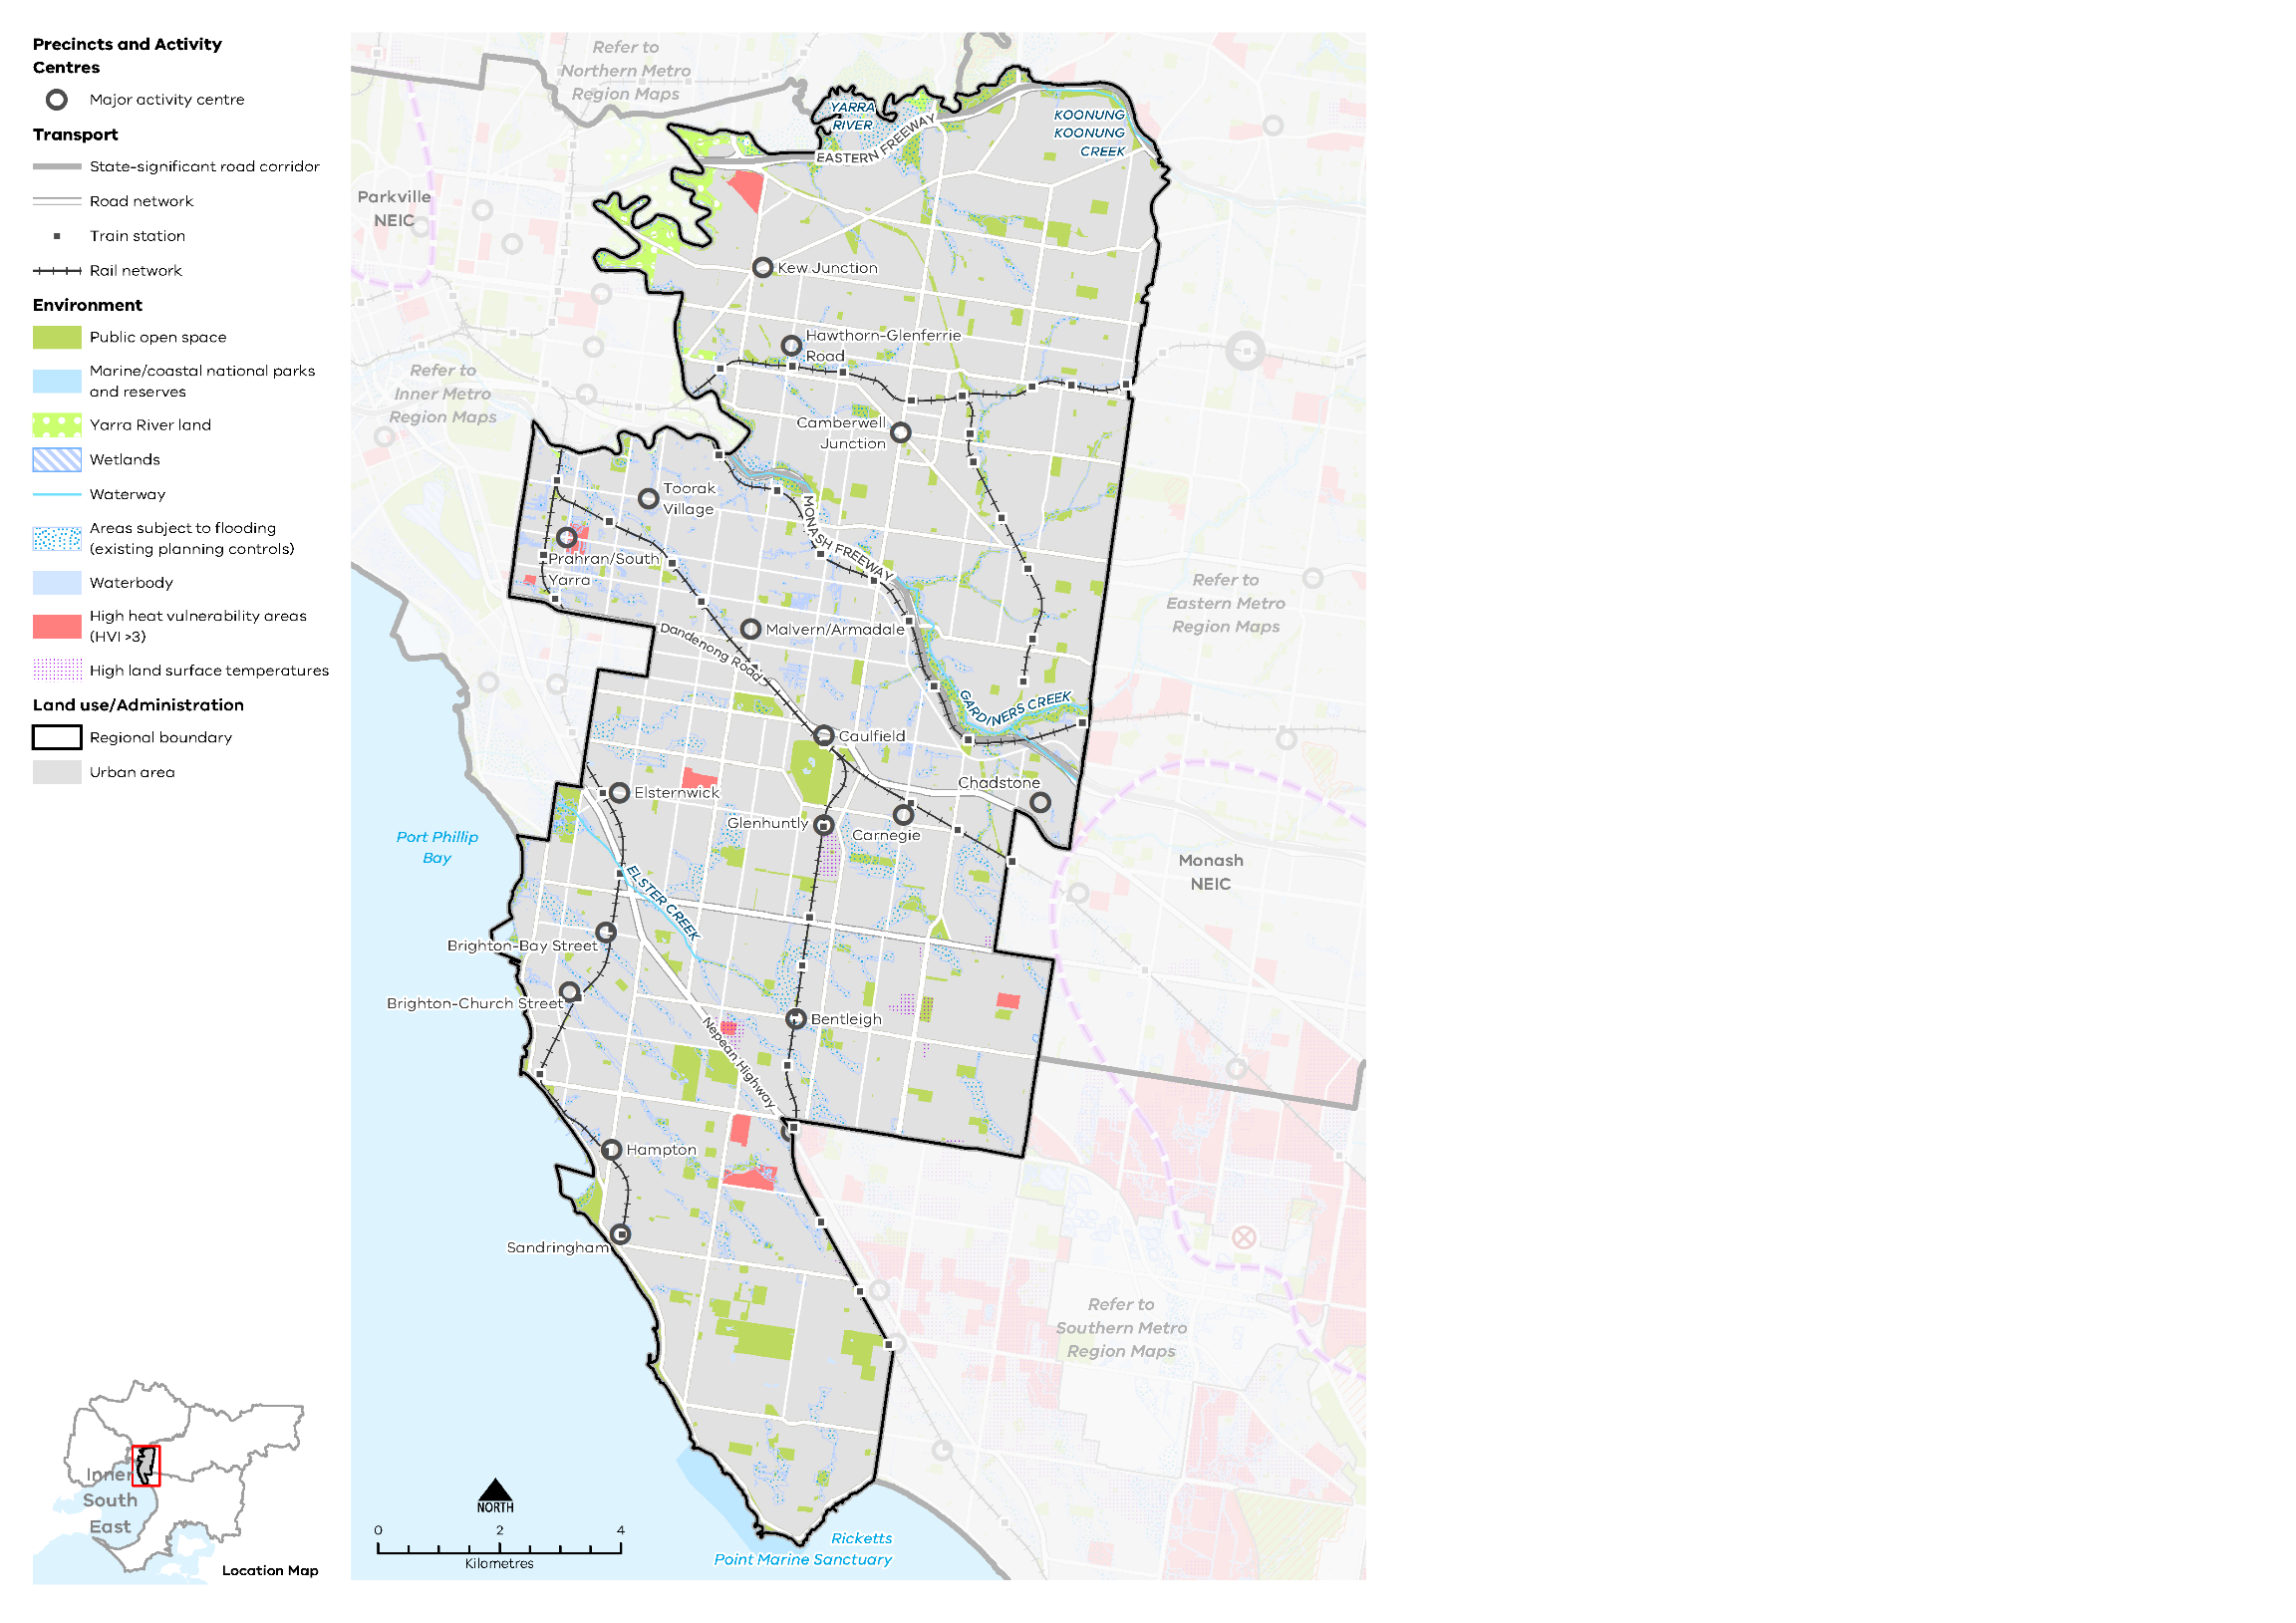 Precincts and Activity
Centres
Major activity centre
Transport
State-significant road corridor
Road network
Train station
Rail network
Environment
Public open space
Marine/coastal national parks
and reserves
Yarra River land
Wetlands
Waterway
Areas subject to flooding
(existing planning controls)
Waterbody
High heat vulnerability areas
(HVI >3)
High land surface temperatures
Land use/Administration
Regional boundary
Urban area
Inner
South
East
Location Map
Refer to
Northern Metro
Region Maps
YARRA
RIVER
EASTERN FREEWAY
KOONUNG
KOONUNG
CREEK
Parkville
NEIC
Kew Junction
Hawthorn-Glenferrie
Road
Refer to
Inner Metro
Region Maps
Camberwell
Junction
Toorak
Village
MONASH FREEWAY
Prahran/South
Yarra
Refer to
Eastern Metro
Region Maps
Malvern/Armadale
Dandenong Road
GARDINERS CREEK
Caulfield
Chadstone
Elsternwick
Glenhuntly
Carnegie
Port Phillip
Bay
Monash
NEIC
ELSTER CREEK
Brighton-Bay Street
Brighton-Church Street
Bentleigh
Nepean Highway
Hampton
Sandringham
Refer to
Southern Metro
Region Maps
NORTH
0 2 4
Kilometres
Ricketts
Point Marine Sanctuary